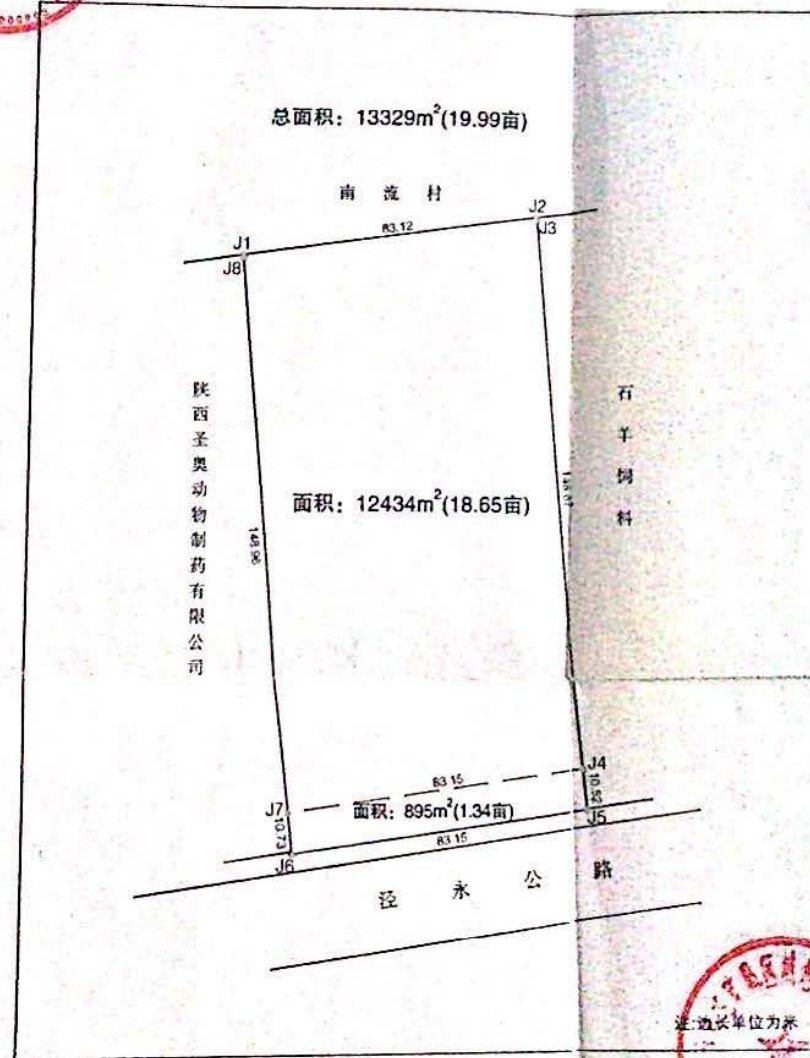 总面积：13329m²(19.99亩)
南流村
J2
83.12
J3
J1
J8
陕西圣奥动物制药有限公司
石羊饲料
面积：12434m²(18.65亩)
148.96
J4
83.15
10.52
J7
面积：895m²(1.34亩)
10.73
J5
83.15
J6
泾永公路
注:边长单位为米